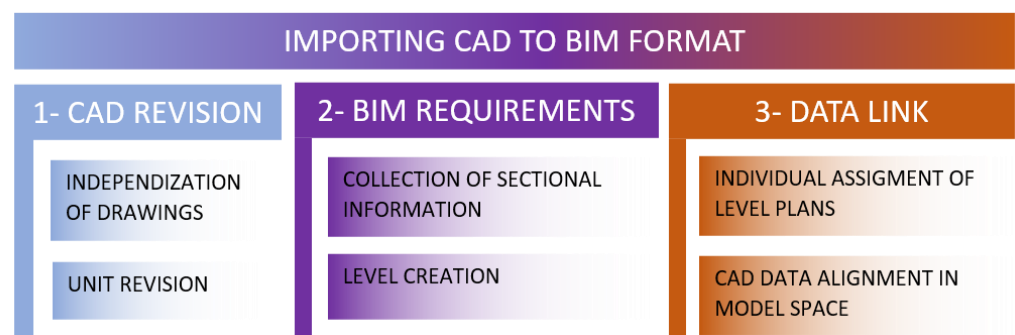 IMPORTING CAD TO BIM FORMAT
1- CAD REVISION
INDEPENDIZATION
OF DRAWINGS
UNIT REVISION
2- BIM REQUIREMENTS
COLLECTION OF SECTIONAL
INFORMATION
LEVEL CREATION
3- DATA LINK
INDIVIDUAL ASSIGMENT OF
LEVEL PLANS
CAD DATA ALIGNMENT IN
MODEL SPACE